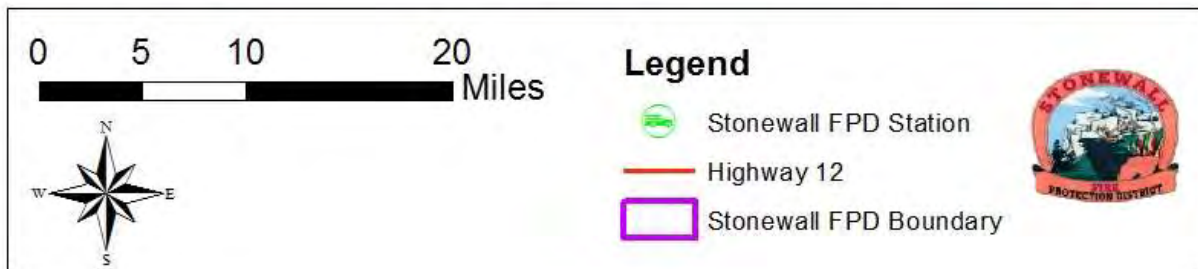 0 5 10 20
Miles
N
W E
S
Legend
Stonewall FPD Station
Highway 12
Stonewall FPD Boundary
STONEWALL
FIRE
PROTECTION DISTRICT